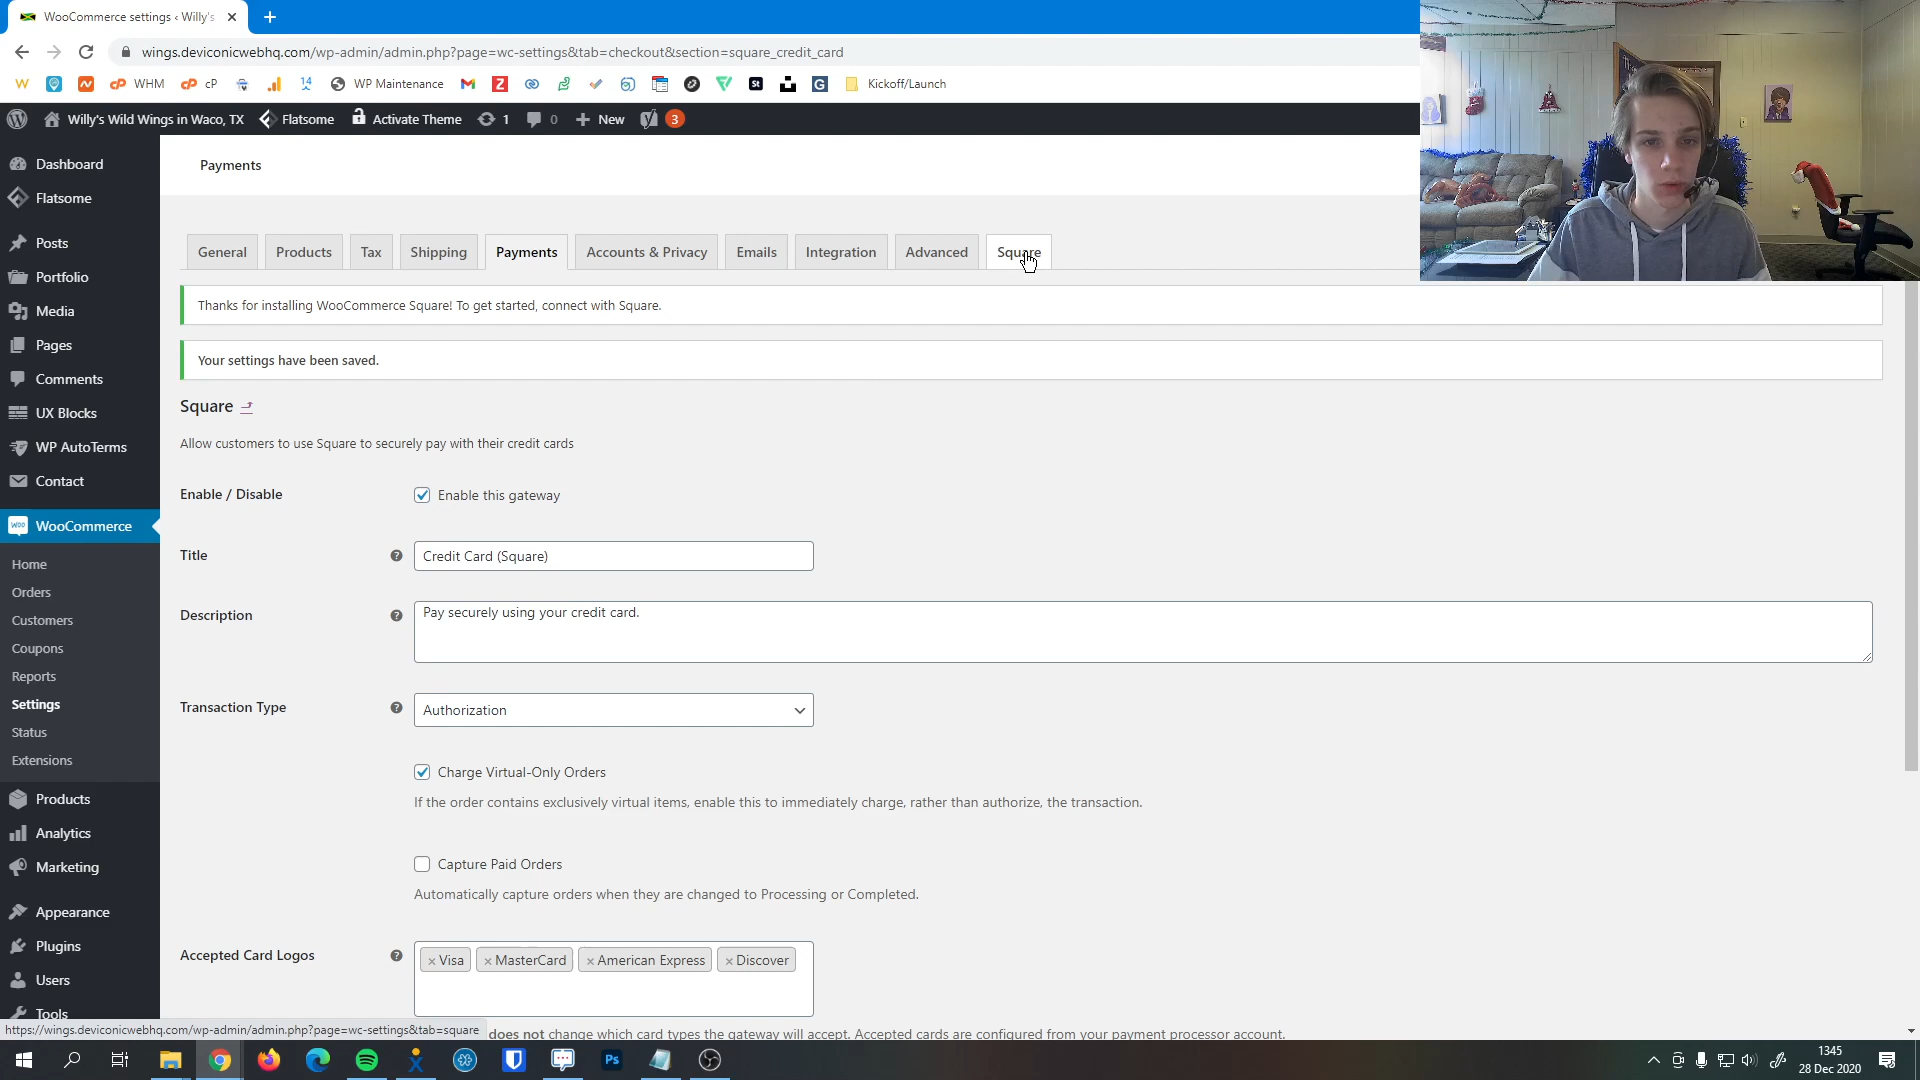 WooCommerce settings ‹ Willy's
wings.deviconicwebhq.com/wp-admin/admin.php?page=wc-settings&tab=checkout&section=square_credit_card
WHM cP WP Maintenance Kickoff/Launch
Willy's Wild Wings in Waco, TX Flatsome Activate Theme 1 0 New 3
Payments
Dashboard
Flatsome
Posts
Portfolio
Media
Pages
Comments
UX Blocks
WP AutoTerms
Contact
WooCommerce
Home
Orders
Customers
Coupons
Reports
Settings
Status
Extensions
Products
Analytics
Marketing
Appearance
Plugins
Users
Tools
General Products Tax Shipping Payments Accounts & Privacy Emails Integration Advanced Square
Thanks for installing WooCommerce Square! To get started, connect with Square.
Your settings have been saved.
Square
Allow customers to use Square to securely pay with their credit cards
Enable / Disable Enable this gateway
Title Credit Card (Square)
Description Pay securely using your credit card.
Transaction Type Authorization
Charge Virtual-Only Orders
If the order contains exclusively virtual items, enable this to immediately charge, rather than authorize, the transaction.
Capture Paid Orders
Automatically capture orders when they are changed to Processing or Completed.
Accepted Card Logos × Visa × MasterCard × American Express × Discover
does not change which card types the gateway will accept. Accepted cards are configured from your payment processor account.
https://wings.deviconicwebhq.com/wp-admin/admin.php?page=wc-settings&tab=square
1345
28 Dec 2020